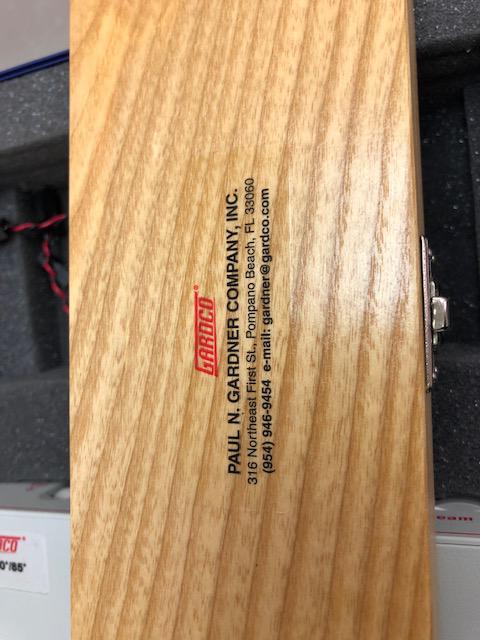 GARDCO®
PAUL N. GARDNER COMPANY, INC.
316 Northeast First St., Pompano Beach, FL 33060
(954) 946-9454 e-mail: gardner@gardco.com